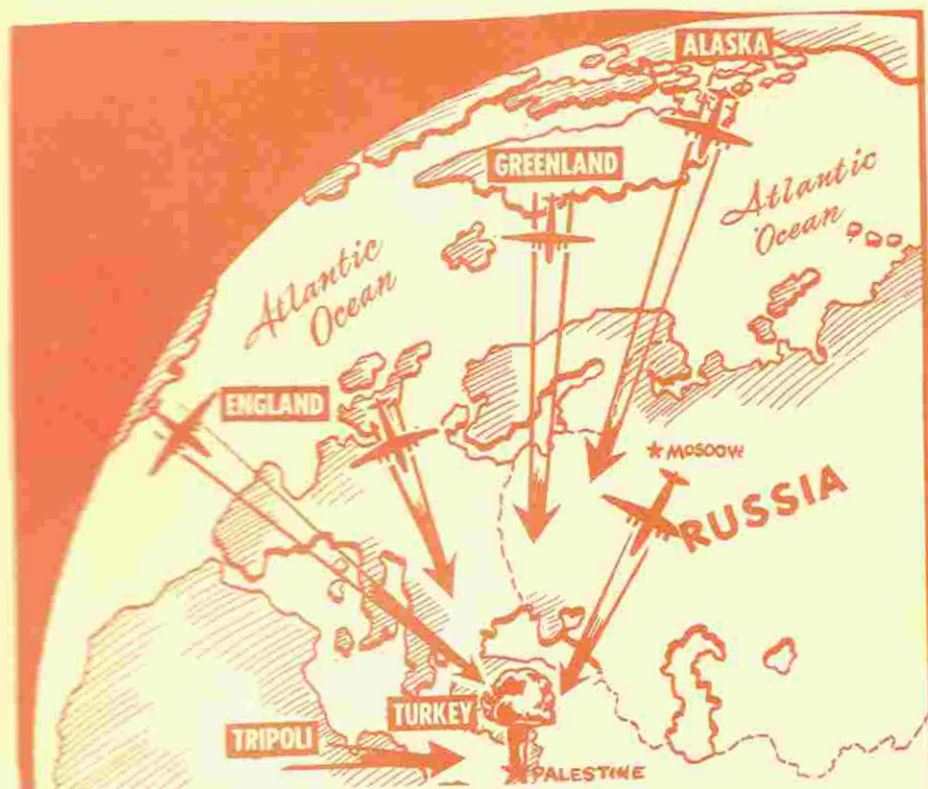 ALASKA
GREENLAND
Atlantic
Ocean
Atlantic
Ocean
ENGLAND
MOSCOW
RUSSIA
TURKEY
TRIPOLI
PALESTINE